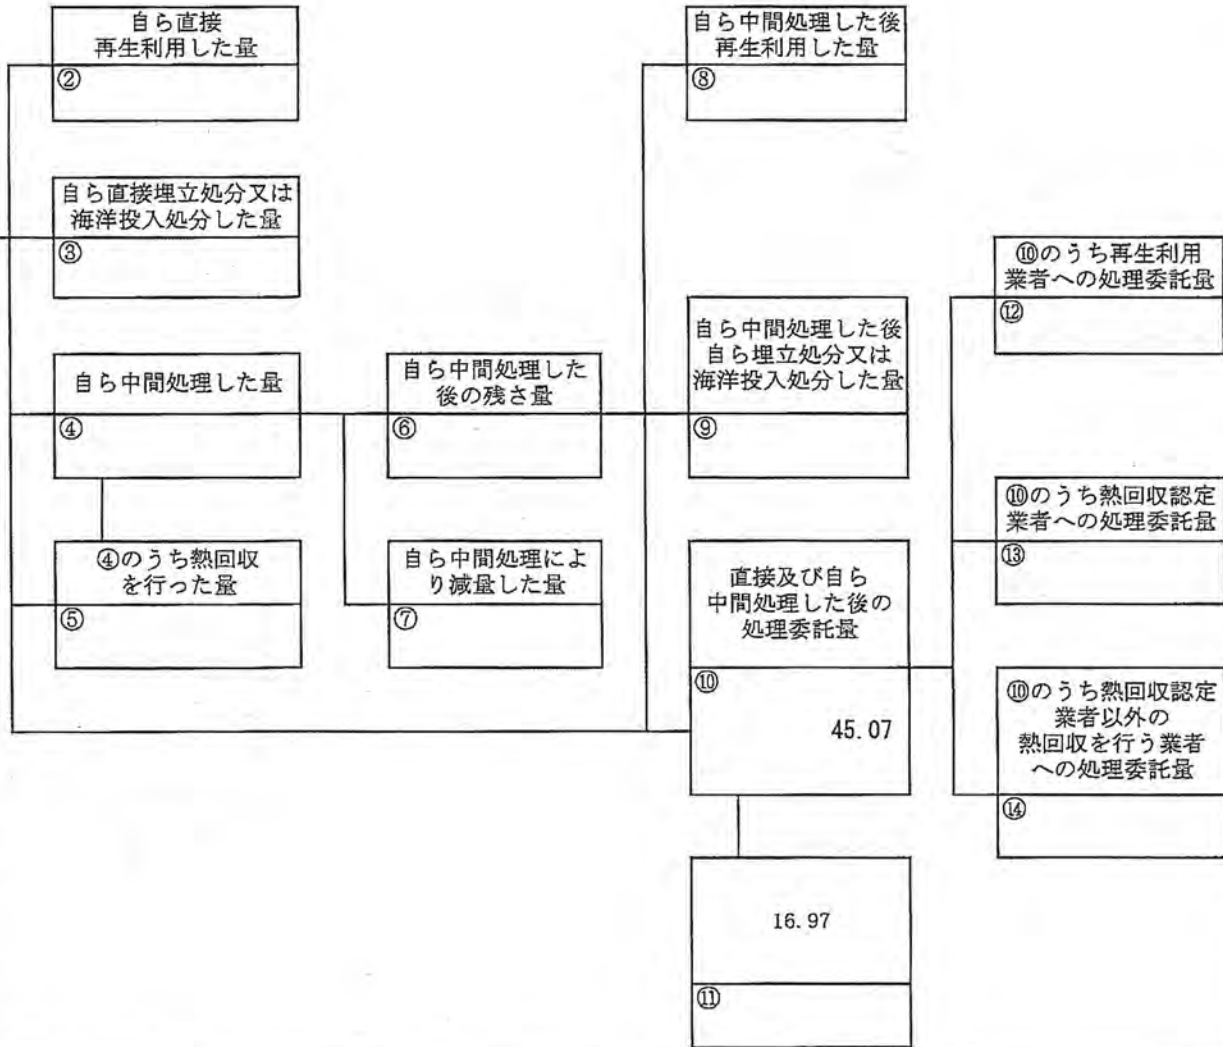 自ら直接
再生利用した量
②
自ら直接埋立処分又は
海洋投入処分した量
③
自ら中間処理した量
④
④のうち熱回収
を行った量
⑤
自ら中間処理した
後の残さ量
⑥
自ら中間処理によ
り減量した量
⑦
自ら中間処理した後
再生利用した量
⑧
自ら中間処理した後
自ら埋立処分又は
海洋投入処分した量
⑨
直接及び自ら
中間処理した後の
処理委託量
⑩
45.07
16.97
⑪
⑩のうち再生利用
業者への処理委託量
⑫
⑩のうち熱回収認定
業者への処理委託量
⑬
⑩のうち熱回収認定
業者以外の
熱回収を行う業者
への処理委託量
⑭